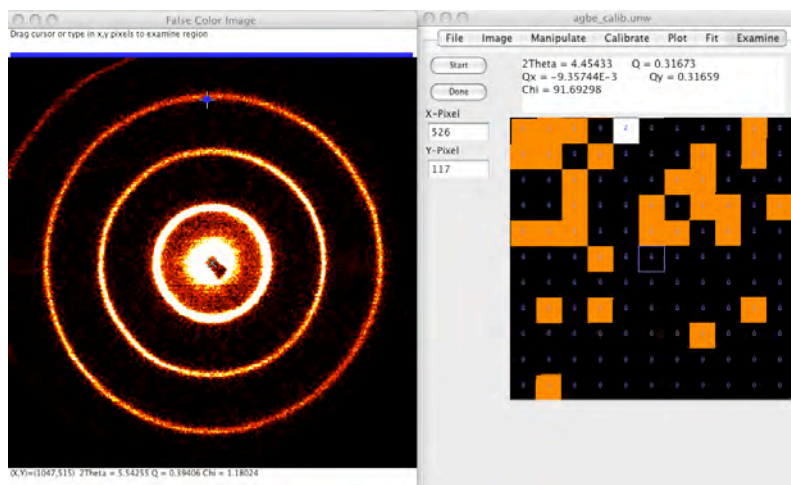 False Color Image
Drag cursor or type in x,y pixels to examine region
(X,Y)=(1047,515) 2Theta = 5.54255 Q = 0.39406 Chi = 1.18024
agbe_calib.unw
File Image Manipulate Calibrate Plot Fit Examine
Start
2Theta = 4.45433 Q = 0.31673
Qx = -9.35744E-3 Qy = 0.31659
Chi = 91.69298
Done
X-Pixel
526
Y-Pixel
117